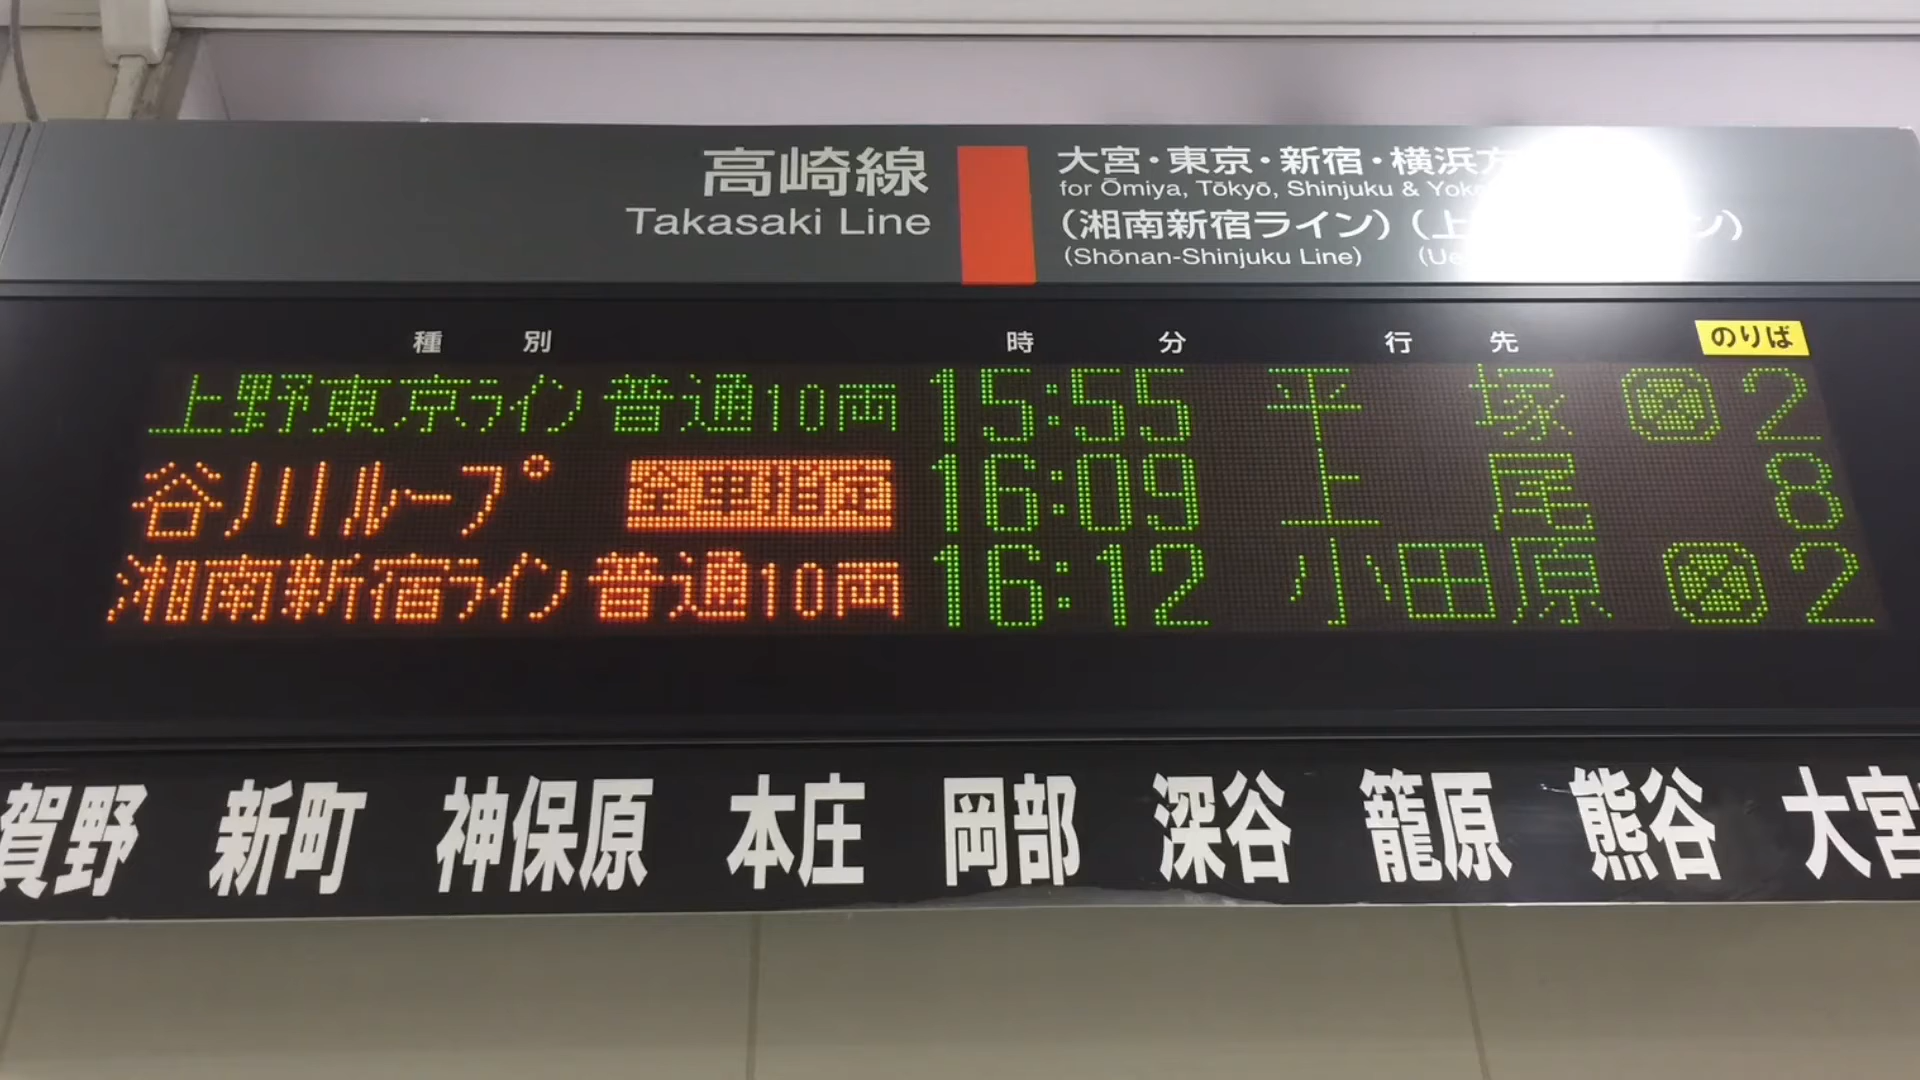 高崎線
Takasaki Line
大宮・東京・新宿・横浜
for Ōmiya, Tōkyō, Shinjuku &
(湘南新宿ライン)
(Shōnan-Shinjuku Line)
種別 時分 行先 のりば
上野東京ライン 普通10両 15:55 平塚 2
谷川ループ 全車指定 16:09 上尾 8
湘南新宿ライン 普通10両 16:12 小田原 2
賀野 新町 神保原 本庄 岡部 深谷 籠原 熊谷 大宮